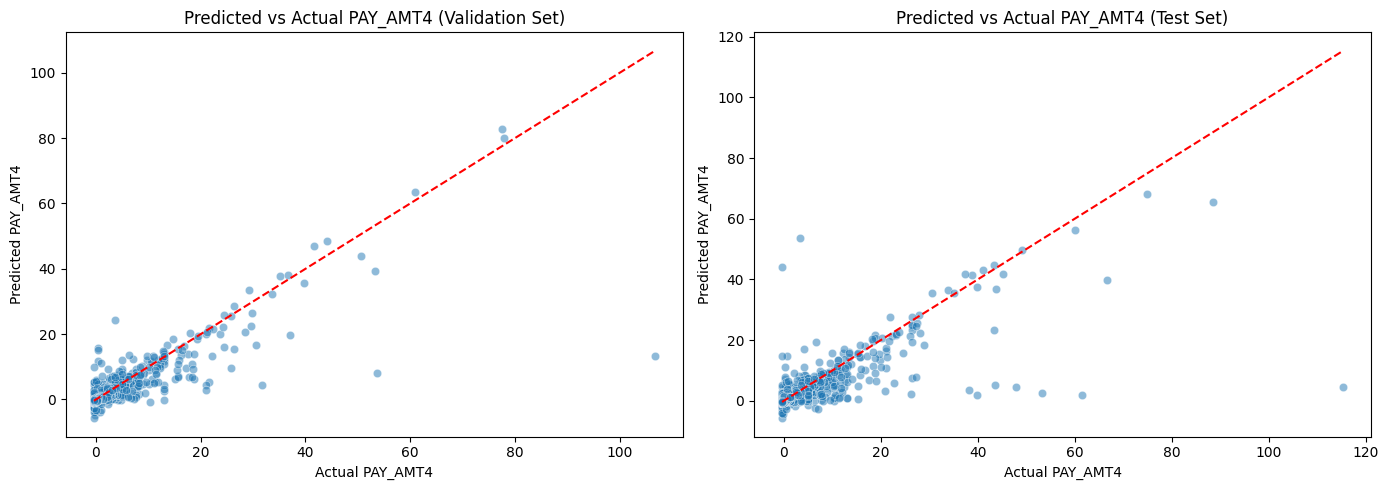 Predicted vs Actual PAY_AMT4 (Validation Set)
Predicted PAY_AMT4
100
80
60
40
20
0
0 20 40 60 80 100
Actual PAY_AMT4
Predicted vs Actual PAY_AMT4 (Test Set)
Predicted PAY_AMT4
120
100
80
60
40
20
0
0 20 40 60 80 100 120
Actual PAY_AMT4